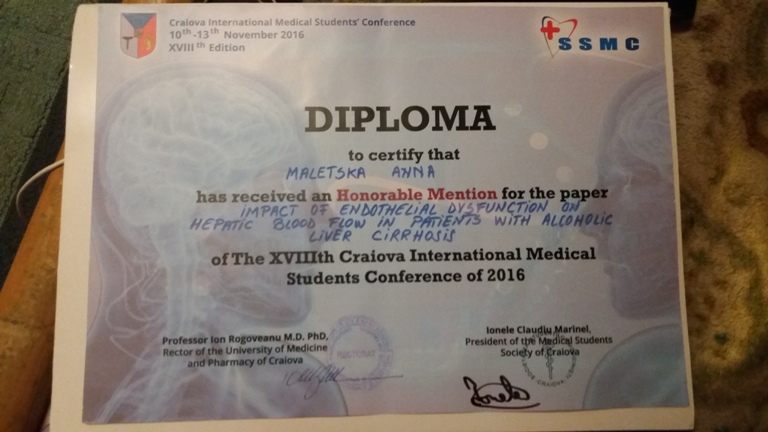 Craiova International Medical Students' Conference
10th -13th November 2016
XVIII th Edition
SSMC
DIPLOMA
to certify that
MALETSKA ANNA
has received an Honorable Mention for the paper
IMPACT OF ENDOTHELIAL DYSFUNCTION ON
HEPATIC BLOOD FLOW IN PATIENTS WITH ALCOHOLIC
LIVER CIRRHOSIS
of The XVIIIth Craiova International Medical
Students Conference of 2016
Professor Ion Rogoveanu M.D. PhD,
Rector of the University of Medicine
and Pharmacy of Craiova
RECTORAT
Ionele Claudiu Marinel,
President of the Medical Students
Society of Craiova